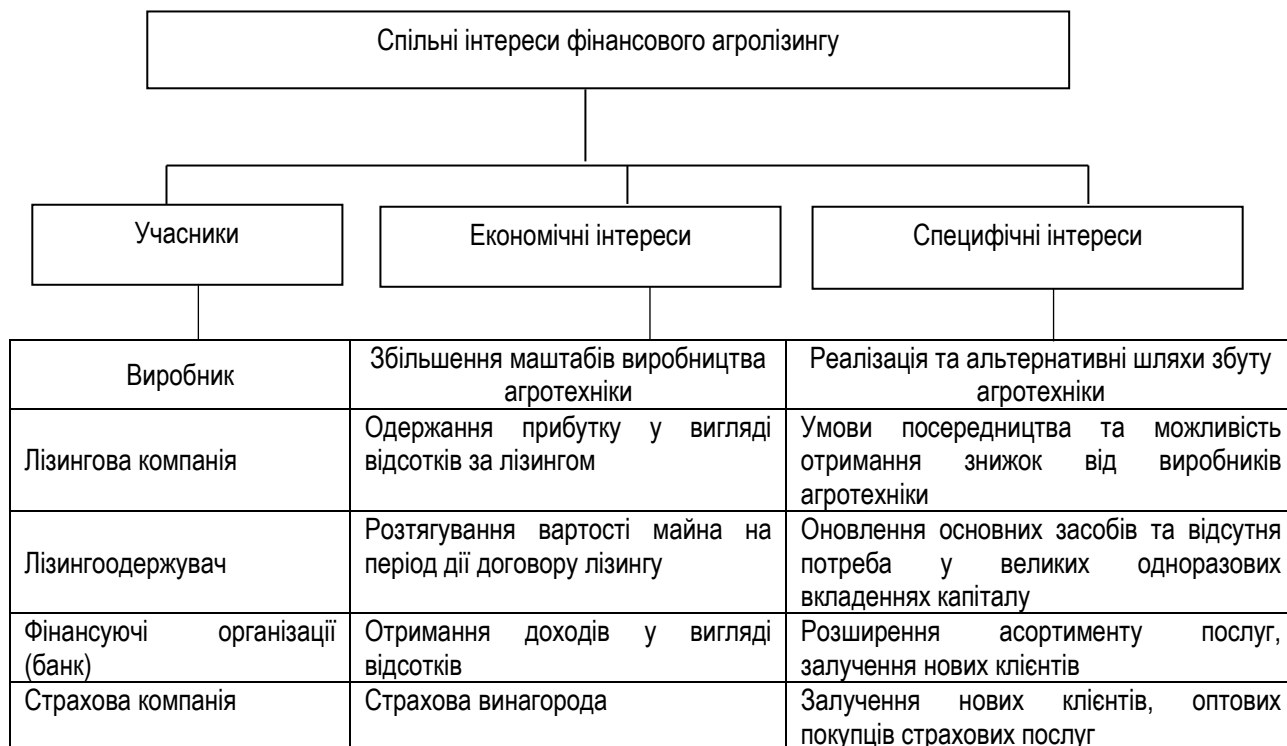 Спільні інтереси фінансового агролізингу
Учасники
Економічні інтереси
Специфічні інтереси
Виробник
Збільшення маштабів виробництва
агротехніки
Реалізація та альтернативні шляхи збуту
агротехніки
Лізингова компанія
Одержання прибутку у вигляді
відсотків за лізингом
Умови посередництва та можливість
отримання знижок від виробників
агротехніки
Лізингоодержувач
Розтягування вартості майна на
період дії договору лізингу
Оновлення основних засобів та відсутня
потреба у великих одноразових
вкладеннях капіталу
Фінансуючі організації
(банк)
Отримання доходів у вигляді
відсотків
Розширення асортименту послуг,
залучення нових клієнтів
Страхова компанія
Страхова винагорода
Залучення нових клієнтів, оптових
покупців страхових послуг